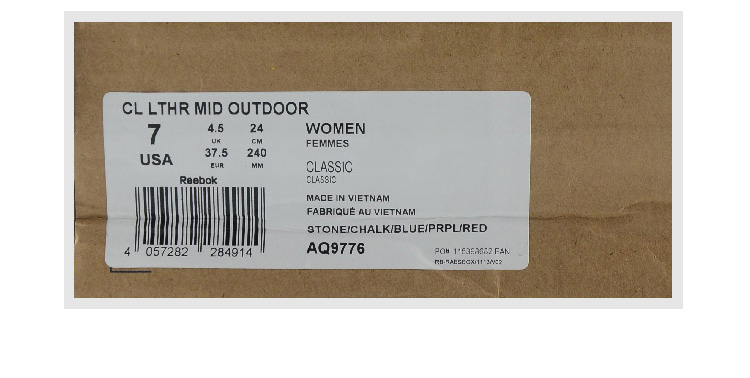 CL LTHR MID OUTDOOR
7
USA
4.5
UK
24
CM
37.5
EUR
240
MM
Reebok
4 057282 284914
WOMEN
FEMMES
CLASSIC
CLASSIC
MADE IN VIETNAM
FABRIQUÉ AU VIETNAM
STONE/CHALK/BLUE/PRPL/RED
AQ9776